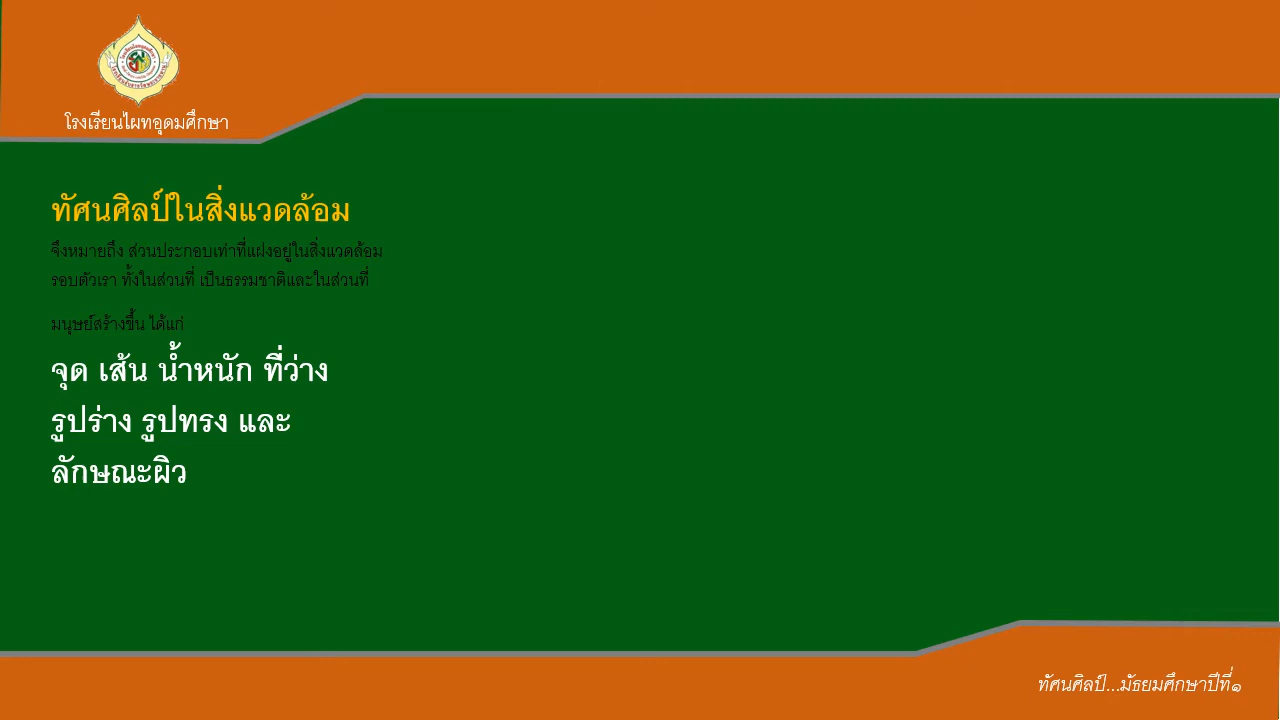 โรงเรียนไผทอุดมศึกษา
ทัศนศิลป์ในสิ่งแวดล้อม
จึงหมายถึง ส่วนประกอบเท่าที่แฝงอยู่ในสิ่งแวดล้อม
รอบตัวเรา ทั้งในส่วนที่ เป็นธรรมชาติและในส่วนที่
มนุษย์สร้างขึ้น ได้แก่
จุด เส้น น้ำหนัก ที่ว่าง
รูปร่าง รูปทรง และ
ลักษณะผิว
ทัศนศิลป์...มัธยมศึกษาปีที่๑